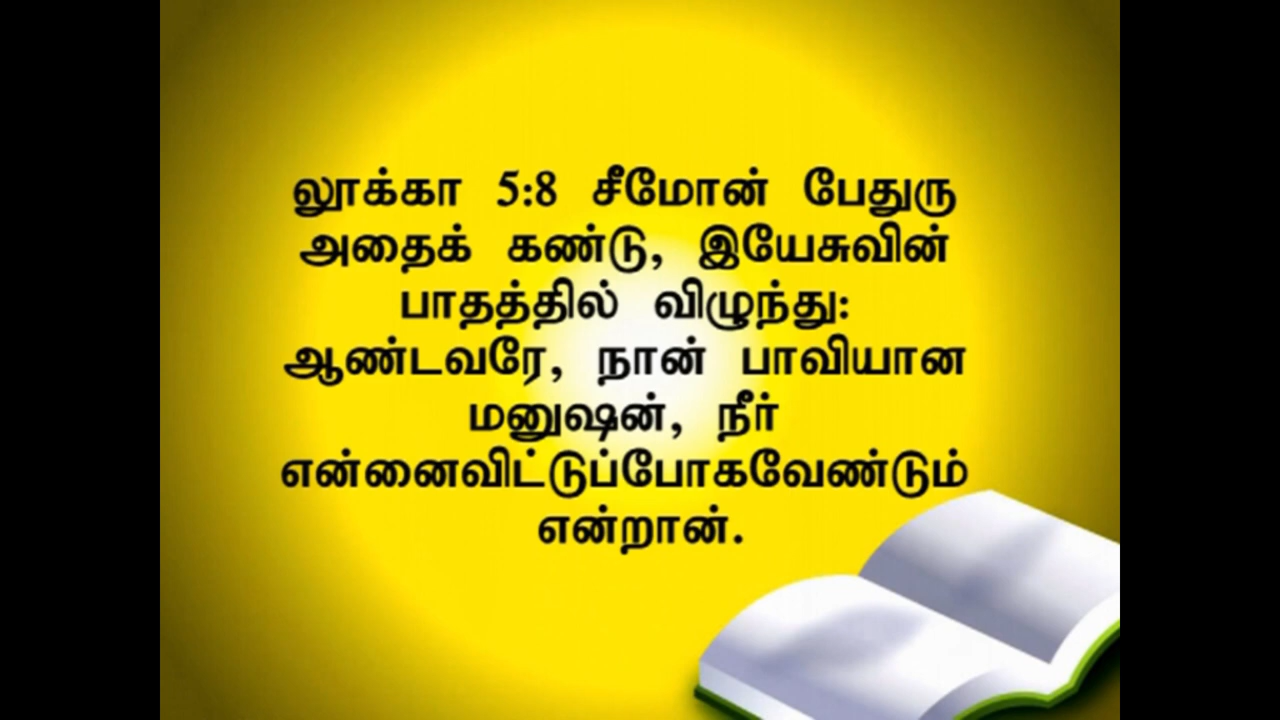 லூக்கா 5:8 சீமோன் பேதுரு
அதைக் கண்டு, இயேசுவின்
பாதத்தில் விழுந்து:
ஆண்டவரே, நான் பாவியான
மனுஷன், நீர்
என்னைவிட்டுப்போகவேண்டும்
என்றான்.